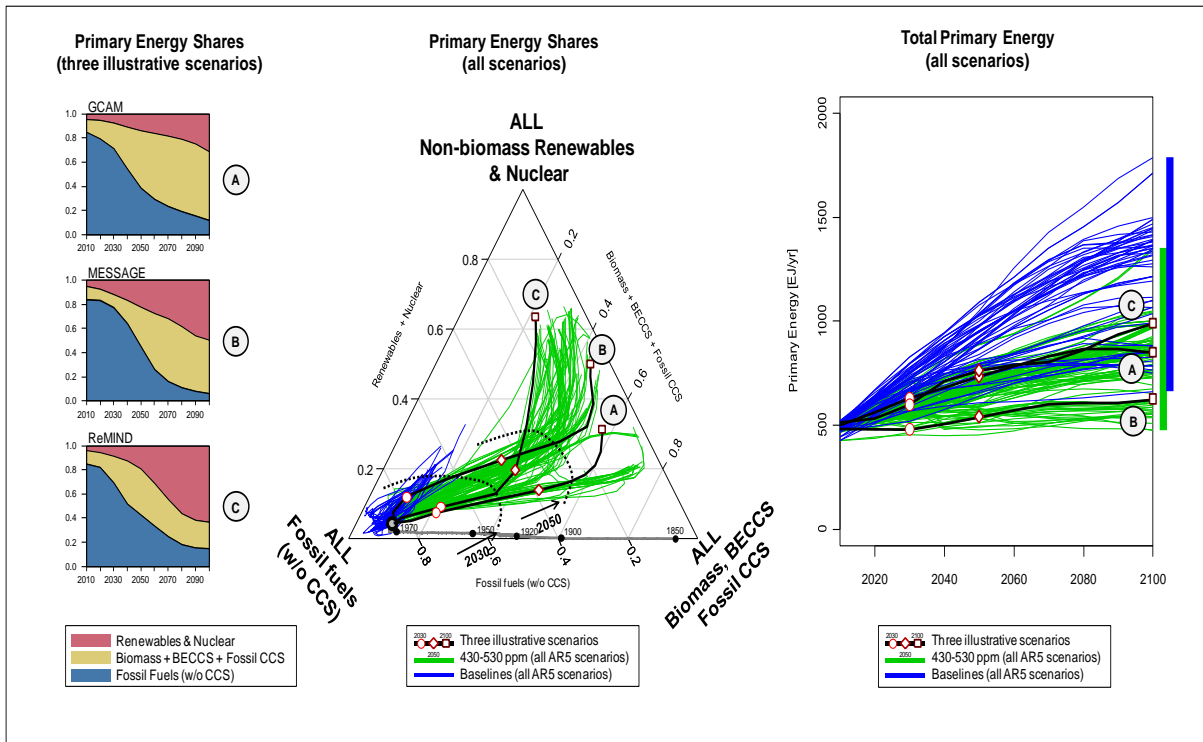 Primary Energy Shares
(three illustrative scenarios)
GCAM
1.0
0.8
0.6
0.4
0.2
0.0
2010 2030 2050 2070 2090
A
MESSAGE
1.0
0.8
0.6
0.4
0.2
0.0
2010 2030 2050 2070 2090
B
ReMIND
1.0
0.8
0.6
0.4
0.2
0.0
2010 2030 2050 2070 2090
C
Renewables & Nuclear
Biomass + BECCS + Fossil CCS
Fossil Fuels (w/o CCS)
Primary Energy Shares
(all scenarios)
ALL
Non-biomass Renewables
& Nuclear
0.8
0.6
0.4
0.2
Renewables + Nuclear
0.2
0.4
0.6
0.8
Biomass + BECCS + Fossil CCS
C
B
A
1970
1950
1920
1900
1850
2030
2050
0.8
0.6
0.4
0.2
Fossil fuels (w/o CCS)
ALL
Fossil fuels
(w/o CCS)
ALL
Biomass, BECCS
Fossil CCS
2030 2100
2050
Three illustrative scenarios
430-530 ppm (all AR5 scenarios)
Baselines (all AR5 scenarios)
Total Primary Energy
(all scenarios)
Primary Energy [EJ/yr]
2000
1500
1000
500
0
2020 2040 2060 2080 2100
C
A
B
2030 2100
2050
Three illustrative scenarios
430-530 ppm (all AR5 scenarios)
Baselines (all AR5 scenarios)